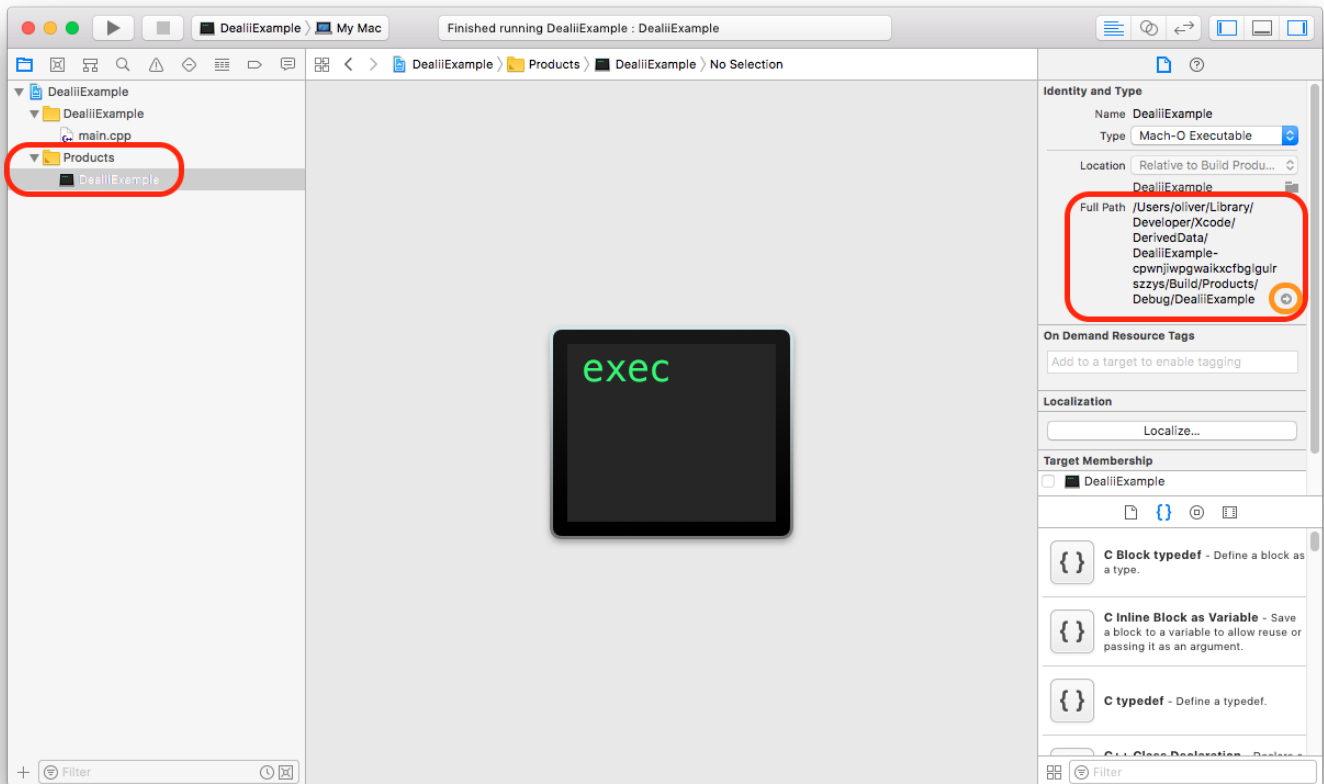 DealiiExample 〉 My Mac
Finished running DealiiExample : DealiiExample
DealiiExample 〉 Products 〉 DealiiExample 〉 No Selection
DealiiExample
DealiiExample
main.cpp
Products
DealiiExample
Filter
exec
Identity and Type
Name DealiiExample
Type Mach-O Executable
Location Relative to Build Produ...
DealiiExample
Full Path /Users/oliver/Library/
Developer/Xcode/
DerivedData/
DealiiExample-
cpwnjiwpgwaikxcfbglgulr
szzys/Build/Products/
Debug/DealiiExample
On Demand Resource Tags
Add to a target to enable tagging
Localization
Localize...
Target Membership
DealiiExample
{ } C Block typedef - Define a block as
a type.
{ } C Inline Block as Variable - Save
a block to a variable to allow reuse or
passing it as an argument.
{ } C typedef - Define a typedef.
C++ Class Declaration - Declare a
Filter